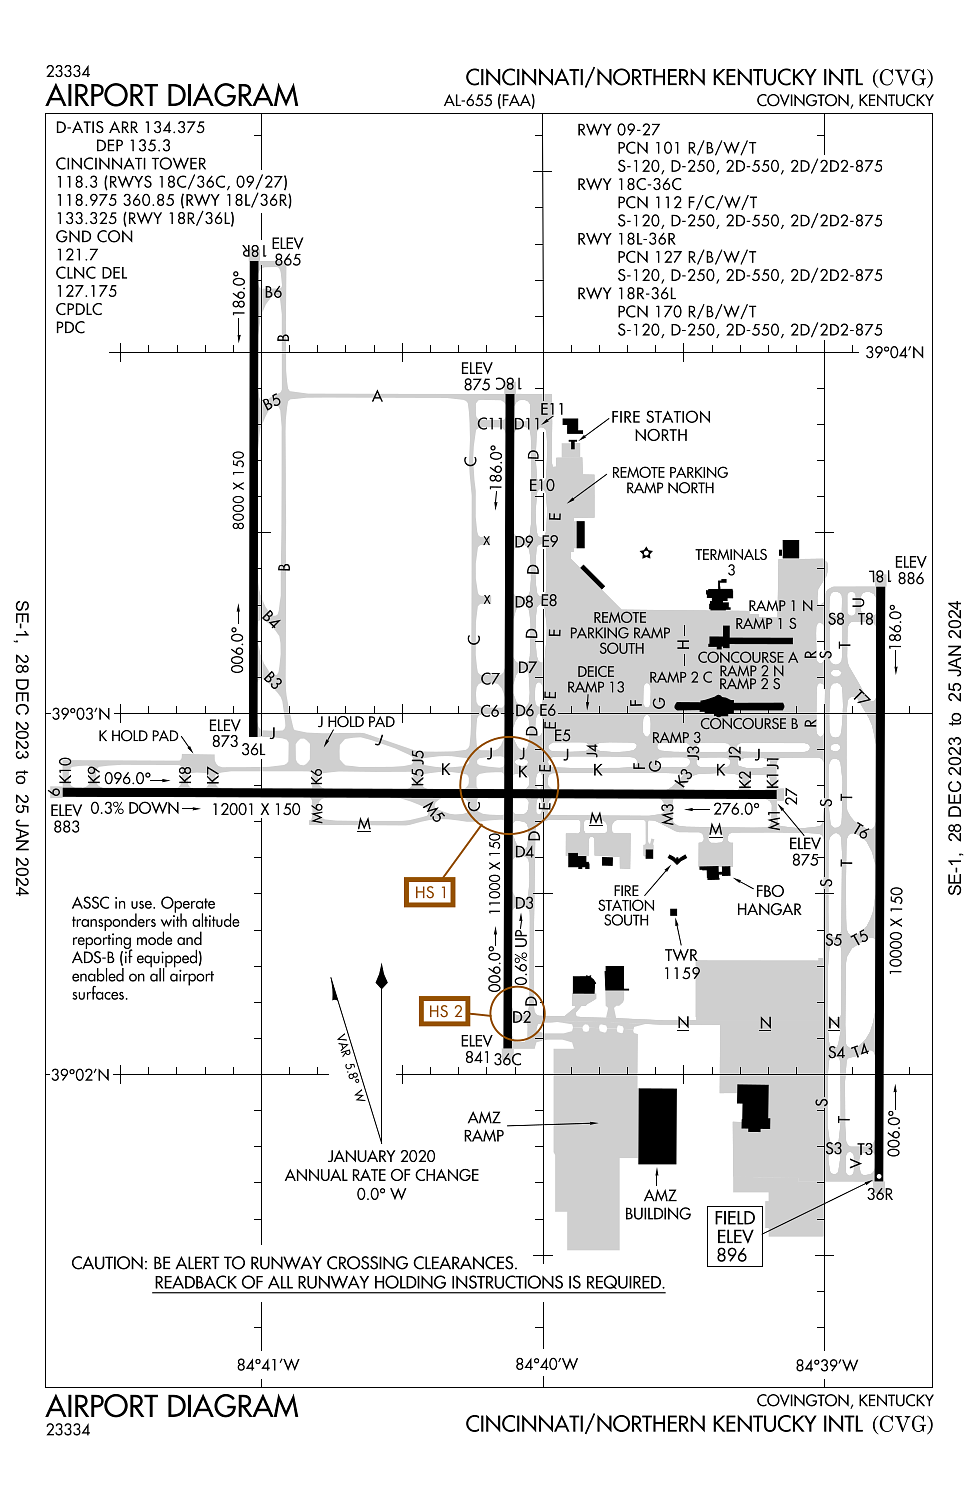 23334
AIRPORT DIAGRAM
AL-655 (FAA)
CINCINNATI/NORTHERN KENTUCKY INTL (CVG)
COVINGTON, KENTUCKY
D-ATIS ARR 134.375
DEP 135.3
CINCINNATI TOWER
118.3 (RWYS 18C/36C, 09/27)
118.975 360.85 (RWY 18L/36R)
133.325 (RWY 18R/36L)
GND CON
121.7
CLNC DEL
127.175
CPDLC
PDC
RWY 09-27
PCN 101 R/B/W/T
S-120, D-250, 2D-550, 2D/2D2-875
RWY 18C-36C
PCN 112 F/C/W/T
S-120, D-250, 2D-550, 2D/2D2-875
RWY 18L-36R
PCN 127 R/B/W/T
S-120, D-250, 2D-550, 2D/2D2-875
RWY 18R-36L
PCN 170 R/B/W/T
S-120, D-250, 2D-550, 2D/2D2-875
18R
ELEV
865
186.0°
B6
B
39°04'N
ELEV
875
18C
B5
A
C11
D11
E11
FIRE STATION
NORTH
C
186.0°
D
E10
REMOTE PARKING
RAMP NORTH
8000 X 150
E
X
D9
E9
TERMINALS
3
ELEV
886
18L
B
D
X
D8
E8
RAMP 1 N
U
B4
RAMP 1 S
S8
T8
006.0°
REMOTE
PARKING RAMP
SOUTH
186.0°
C
E
H
S
T
R
CONCOURSE A
B3
C7
D7
DEICE
RAMP 13
RAMP 2 C
RAMP 2 N
RAMP 2 S
E
F
G
T7
39°03'N
C6
D6
E6
E
CONCOURSE B
R
ELEV
873
36L
J
K HOLD PAD
J HOLD PAD
J
D
E5
RAMP 3
K10
K9
096.0°
K8
K7
K6
K5
J5
J
J
J
J4
J3
J2
J
J1
K
K
E
K
F
G
K3
K
K2
K1
9
ELEV
883
0.3% DOWN
12001 X 150
M6
M
M5
C
E
M
M3
276.0°
M
M1
27
S
T
T6
ELEV
875
D
D4
11000 X 150
HS 1
D3
FIRE
STATION
SOUTH
FBO
HANGAR
T
S
ASSC in use. Operate
transponders with altitude
reporting mode and
ADS-B (if equipped)
enabled on all airport
surfaces.
0.6% UP
006.0°
TWR
1159
S5
T5
10000 X 150
HS 2
D
D2
N
N
N
ELEV
841
36C
S4
T4
39°02'N
VAR 5.8° W
S
T
006.0°
AMZ
RAMP
JANUARY 2020
ANNUAL RATE OF CHANGE
0.0° W
S3
T3
V
36R
AMZ
BUILDING
FIELD
ELEV
896
CAUTION: BE ALERT TO RUNWAY CROSSING CLEARANCES.
READBACK OF ALL RUNWAY HOLDING INSTRUCTIONS IS REQUIRED.
84°41'W
84°40'W
84°39'W
AIRPORT DIAGRAM
23334
COVINGTON, KENTUCKY
CINCINNATI/NORTHERN KENTUCKY INTL (CVG)
SE-1, 28 DEC 2023 to 25 JAN 2024
SE-1, 28 DEC 2023 to 25 JAN 2024